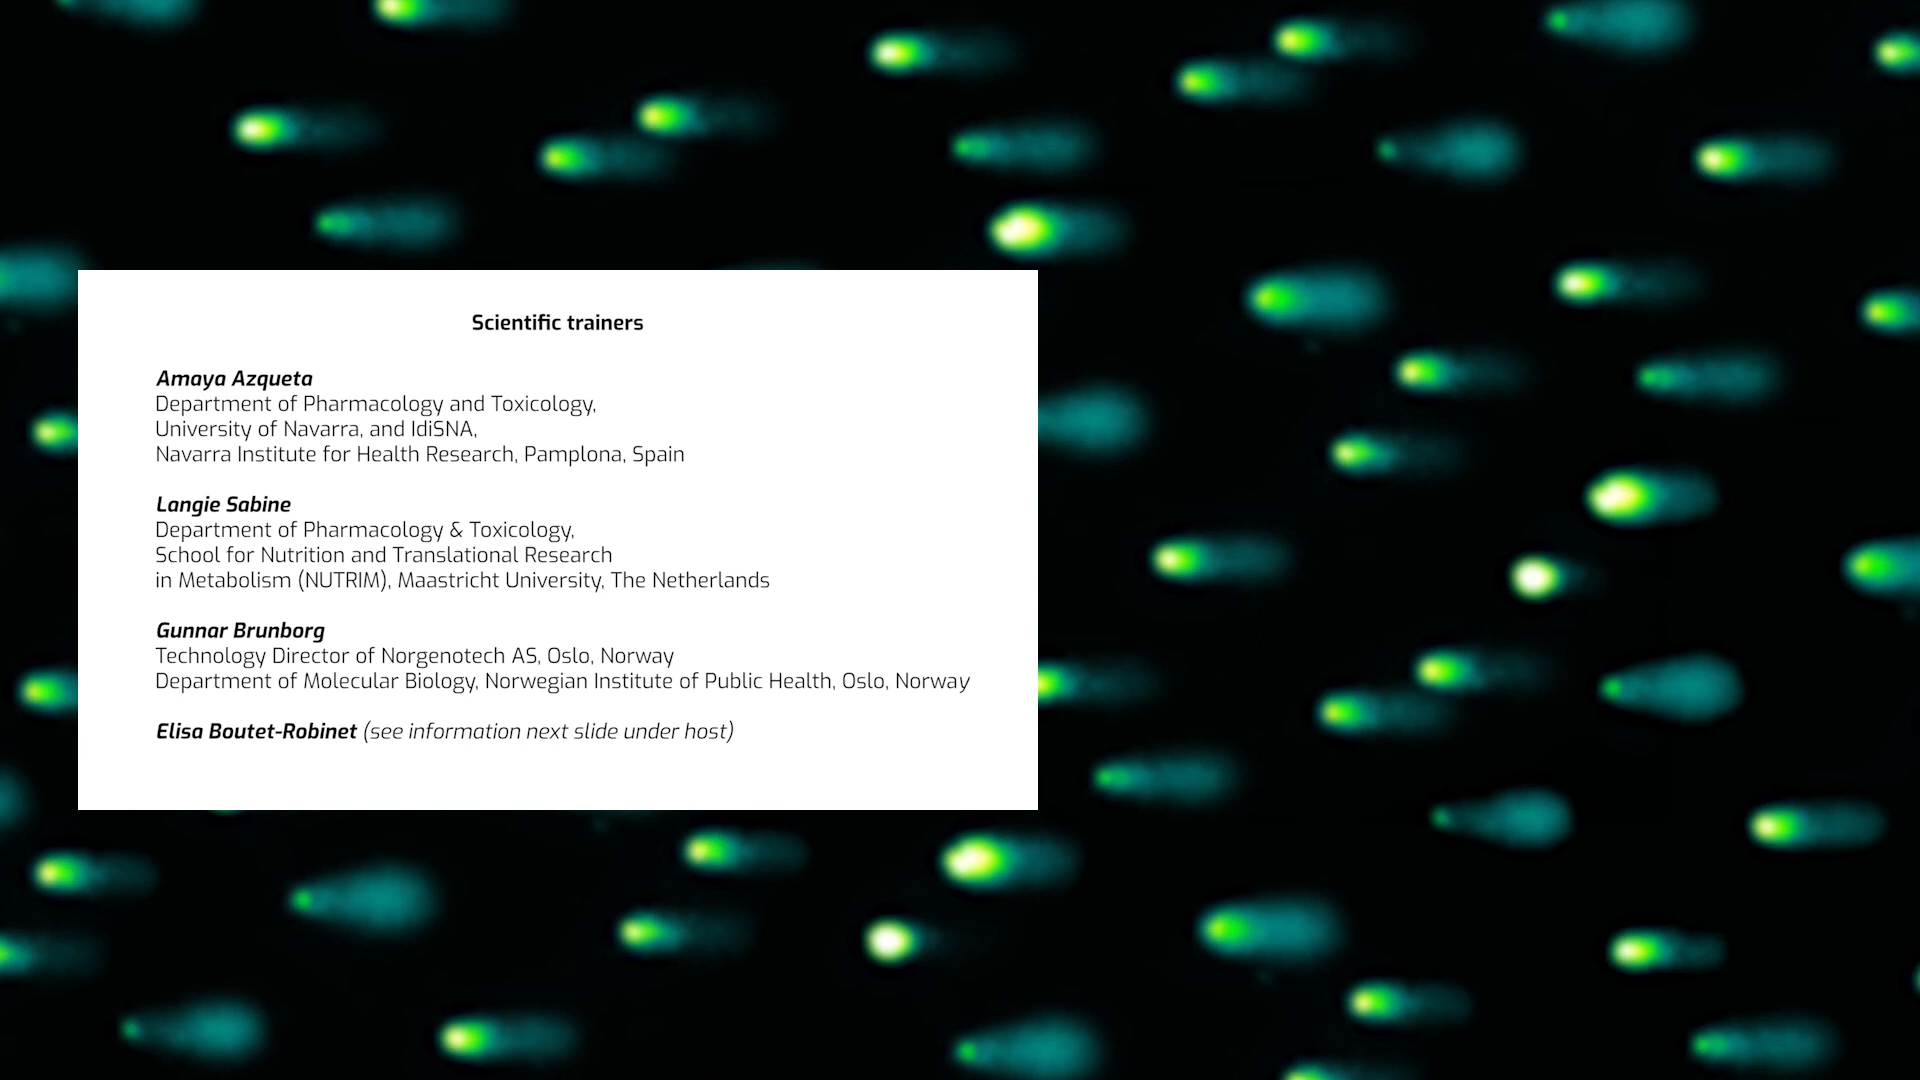 Scientific trainers
Amaya Azqueta
Department of Pharmacology and Toxicology,
University of Navarra, and IdiSNA,
Navarra Institute for Health Research, Pamplona, Spain
Langie Sabine
Department of Pharmacology & Toxicology,
School for Nutrition and Translational Research
in Metabolism (NUTRIM), Maastricht University, The Netherlands
Gunnar Brunborg
Technology Director of Norgenotech AS, Oslo, Norway
Department of Molecular Biology, Norwegian Institute of Public Health, Oslo, Norway
Elisa Boutet-Robinet (see information next slide under host)